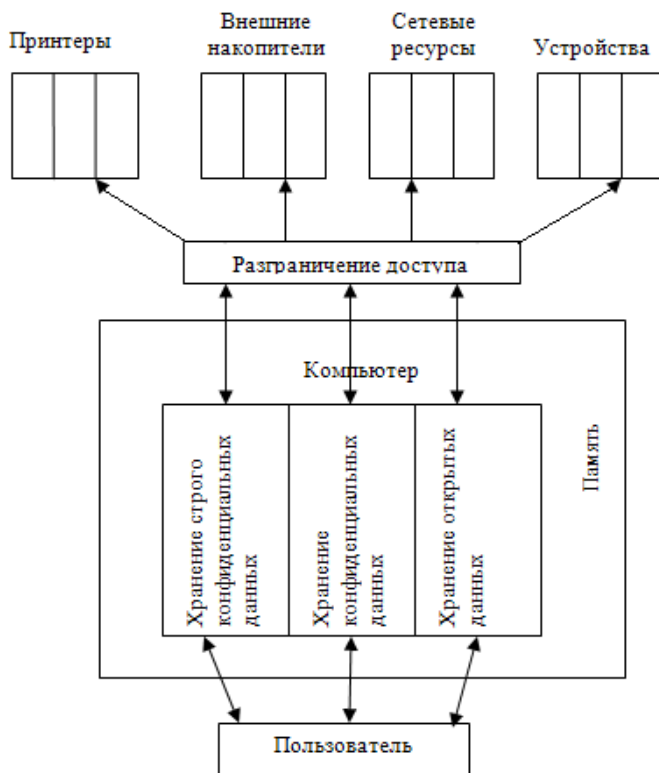 Принтеры
Внешние
накопители
Сетевые
ресурсы
Устройства
Разграничение доступа
Компьютер
Память
Хранение строго
конфиденциальных
данных
Хранение
конфиденциальных
данных
Хранение открытых
данных
Пользователь